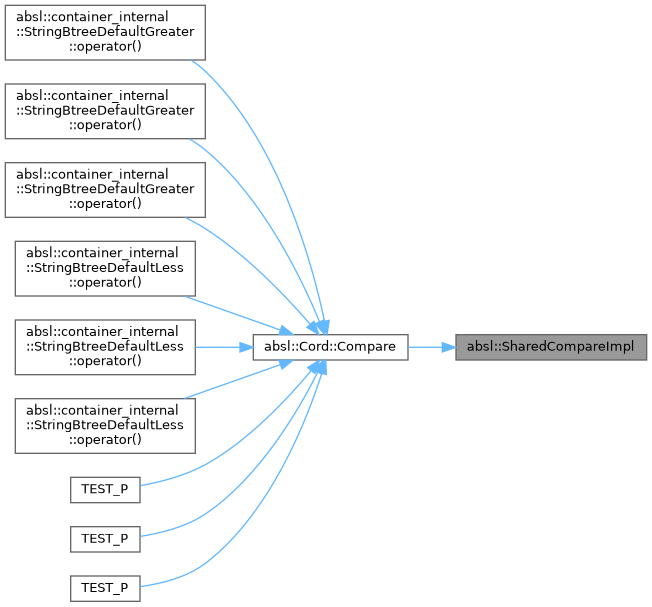 absl::container_internal
::StringBtreeDefaultGreater
::operator()
absl::container_internal
::StringBtreeDefaultGreater
::operator()
absl::container_internal
::StringBtreeDefaultGreater
::operator()
absl::container_internal
::StringBtreeDefaultLess
::operator()
absl::container_internal
::StringBtreeDefaultLess
::operator()
absl::container_internal
::StringBtreeDefaultLess
::operator()
TEST_P
TEST_P
TEST_P
absl::Cord::Compare
absl::SharedCompareImpl